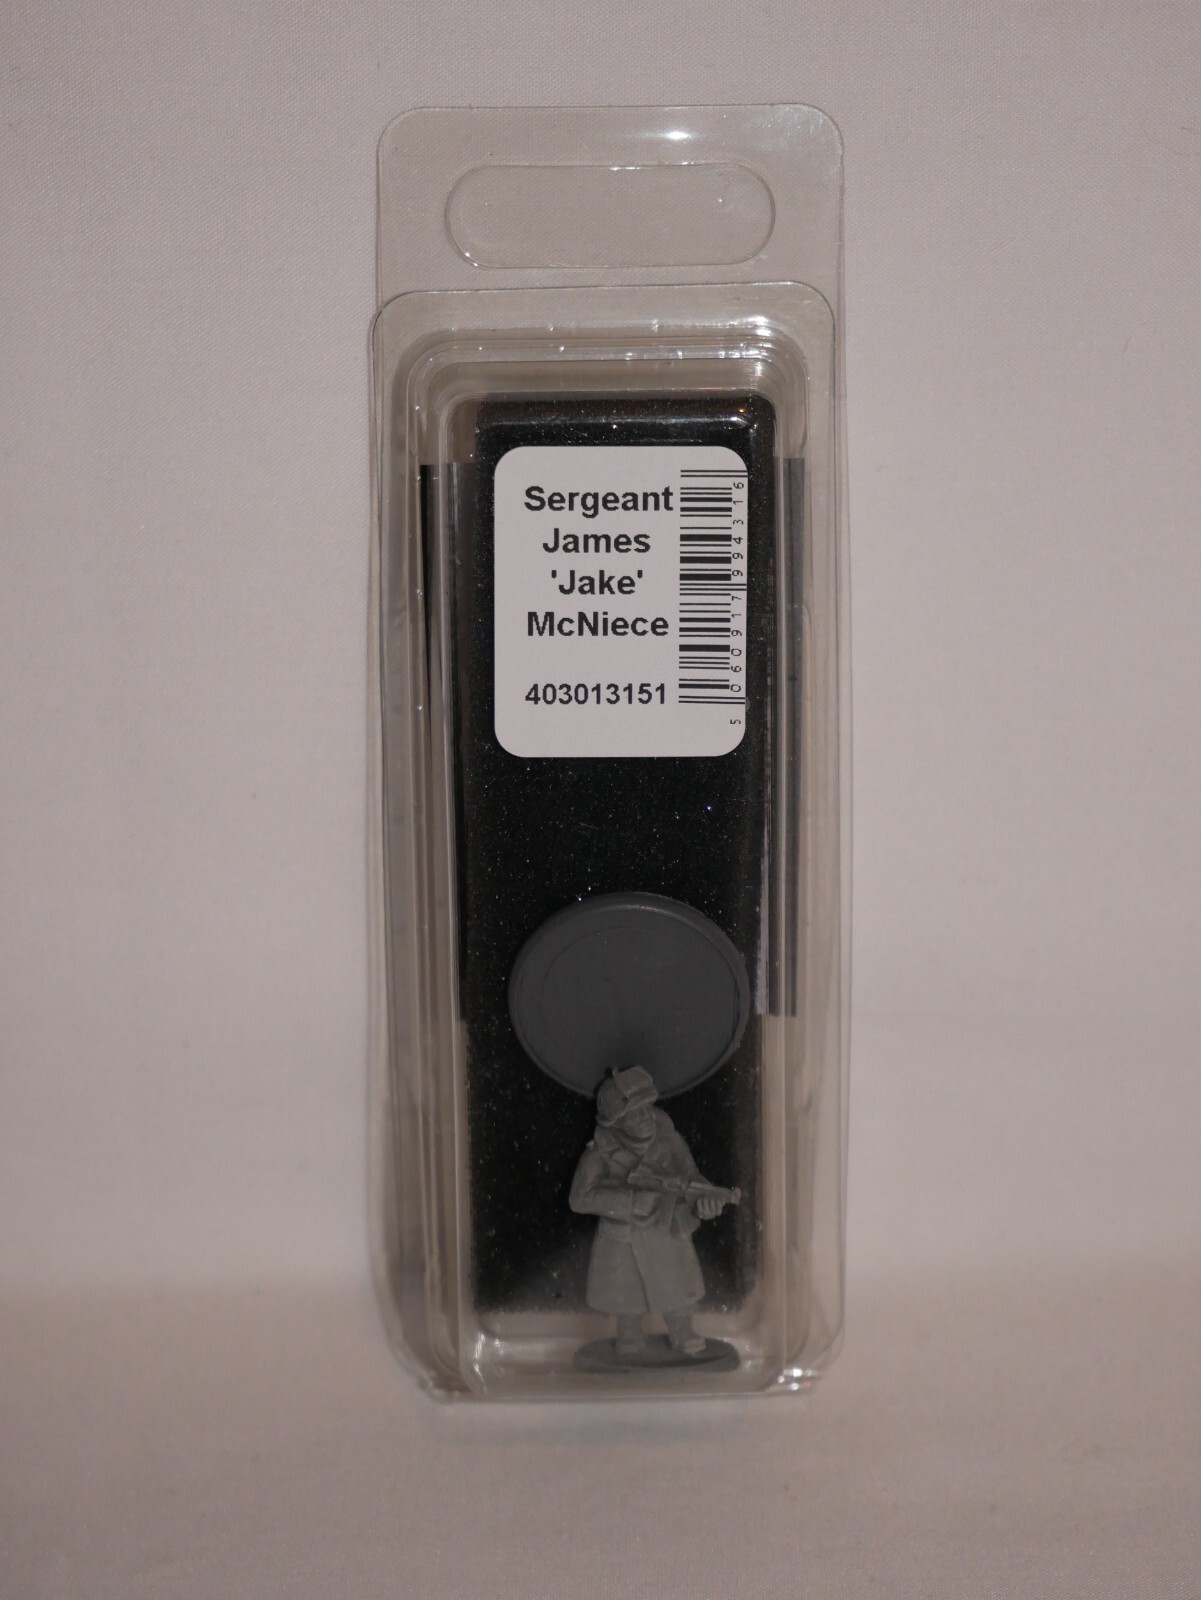 Sergeant
James
'Jake'
McNiece
403013151
5 060917 994316